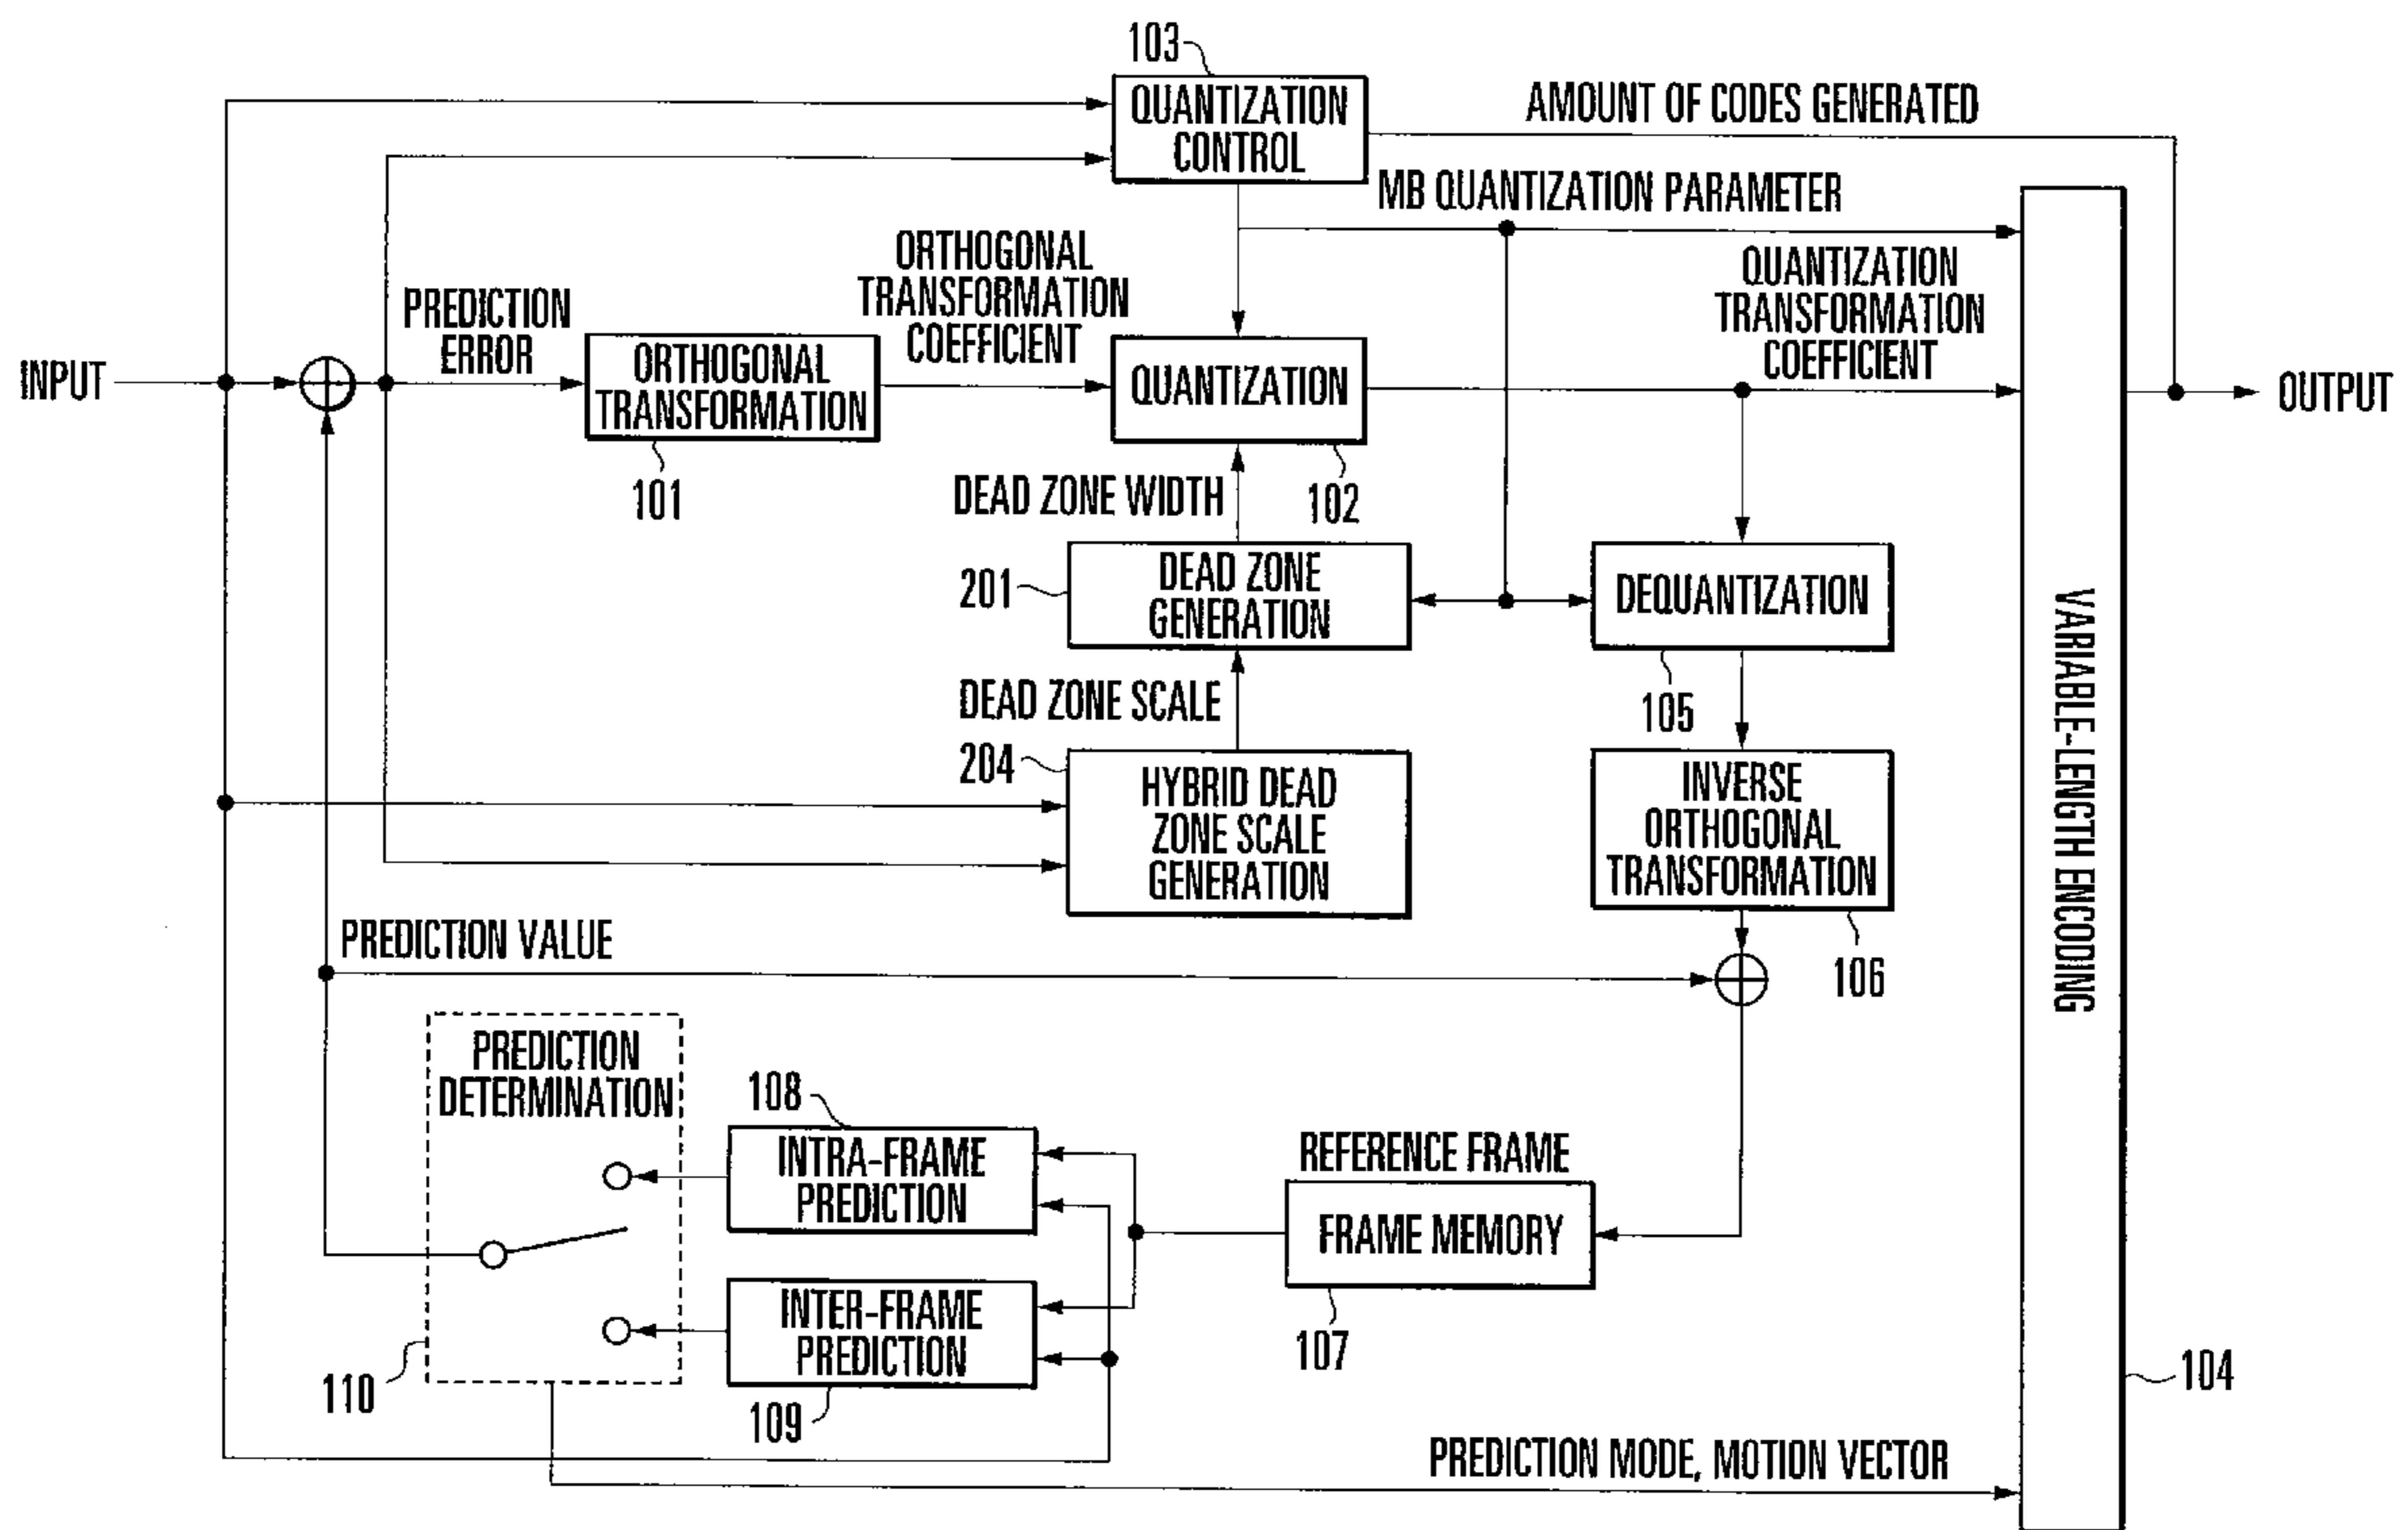 103
QUANTIZATION
CONTROL
AMOUNT OF CODES GENERATED
MB QUANTIZATION PARAMETER
ORTHOGONAL
TRANSFORMATION
COEFFICIENT
QUANTIZATION
TRANSFORMATION
COEFFICIENT
PREDICTION
ERROR
INPUT
ORTHOGONAL
TRANSFORMATION
101
QUANTIZATION
102
OUTPUT
DEAD ZONE WIDTH
201
DEAD ZONE
GENERATION
DEQUANTIZATION
105
DEAD ZONE SCALE
204
HYBRID DEAD
ZONE SCALE
GENERATION
INVERSE
ORTHOGONAL
TRANSFORMATION
106
VARIABLE-LENGTH ENCODING
104
PREDICTION VALUE
PREDICTION
DETERMINATION
110
108
INTRA-FRAME
PREDICTION
INTER-FRAME
PREDICTION
109
REFERENCE FRAME
FRAME MEMORY
107
PREDICTION MODE, MOTION VECTOR